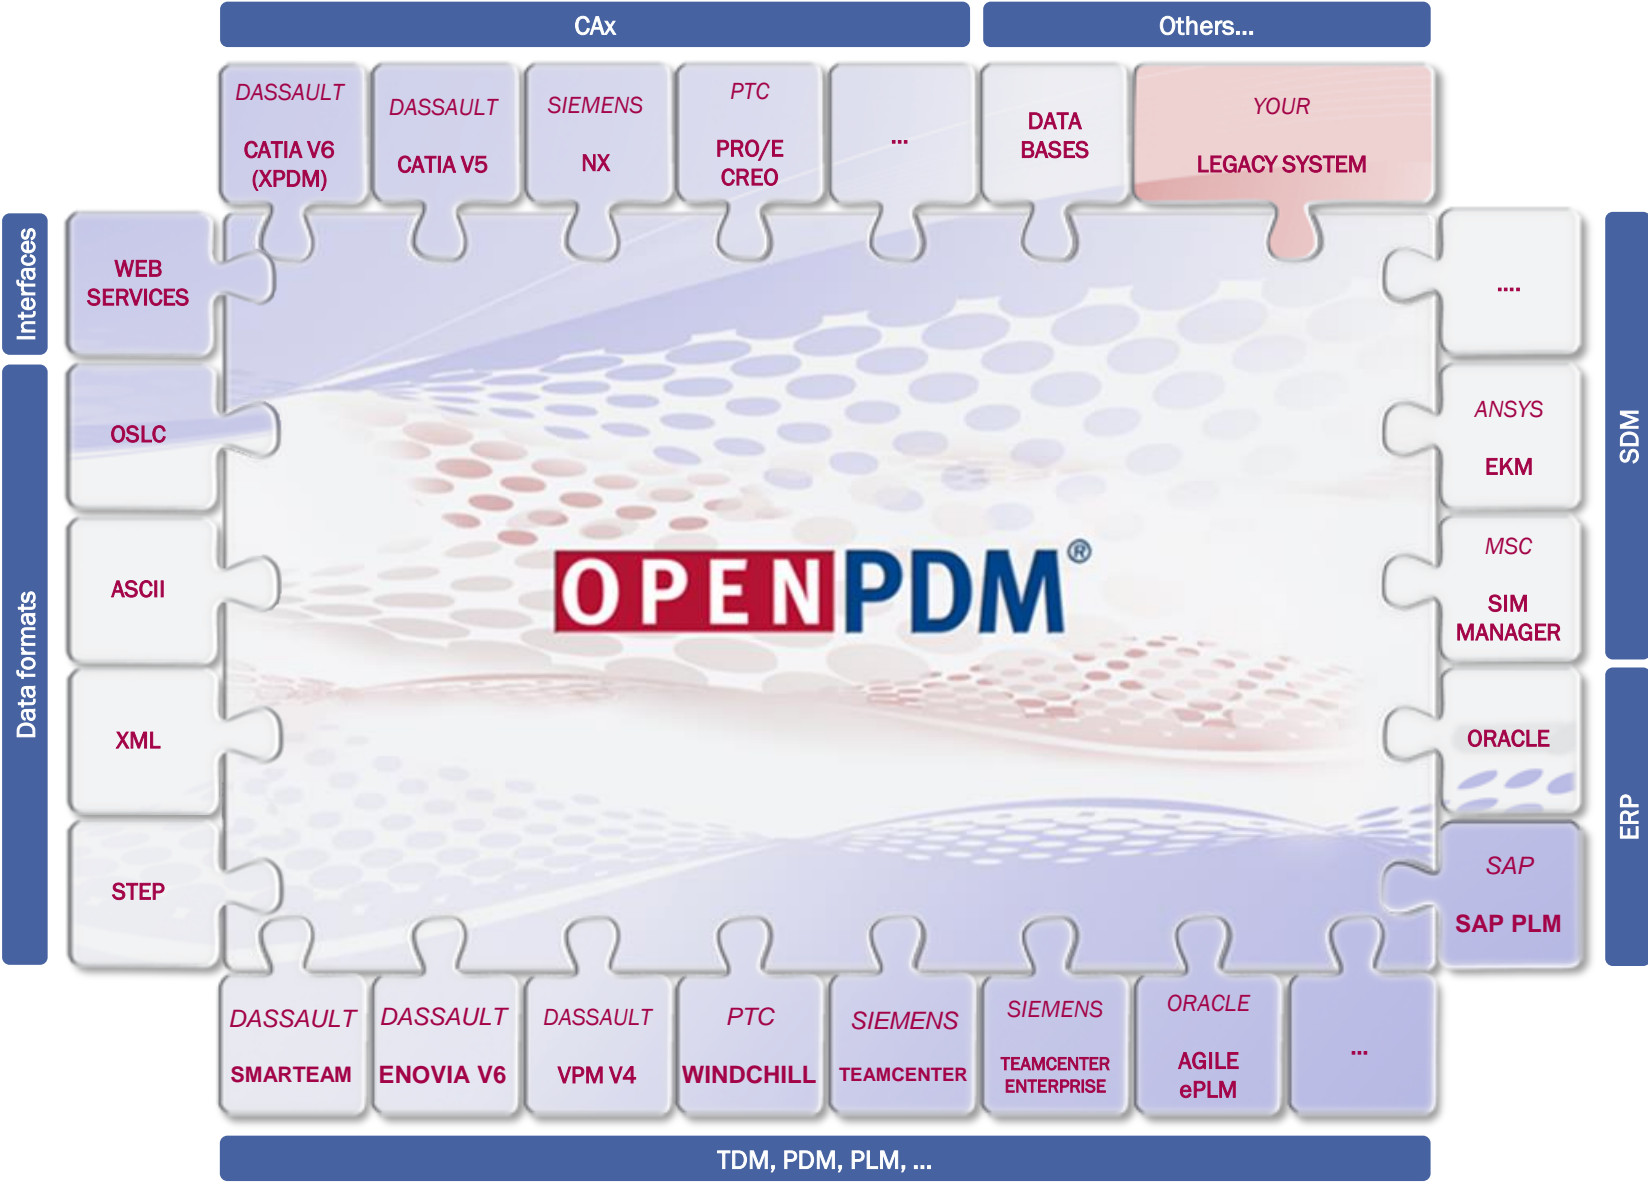 CAx
Others...
DASSAULT
CATIA V6
(XPDM)
DASSAULT
CATIA V5
SIEMENS
NX
PTC
PRO/E
CREO
...
DATA
BASES
YOUR
LEGACY SYSTEM
Interfaces
WEB
SERVICES
Data formats
OSLC
ASCII
XML
STEP
OPENPDM®
SDM
....
ANSYS
EKM
MSC
SIM
MANAGER
ERP
ORACLE
SAP
SAP PLM
DASSAULT
SMARTEAM
DASSAULT
ENOVIA V6
DASSAULT
VPM V4
PTC
WINDCHILL
SIEMENS
TEAMCENTER
SIEMENS
TEAMCENTER
ENTERPRISE
ORACLE
AGILE
ePLM
...
TDM, PDM, PLM, ...